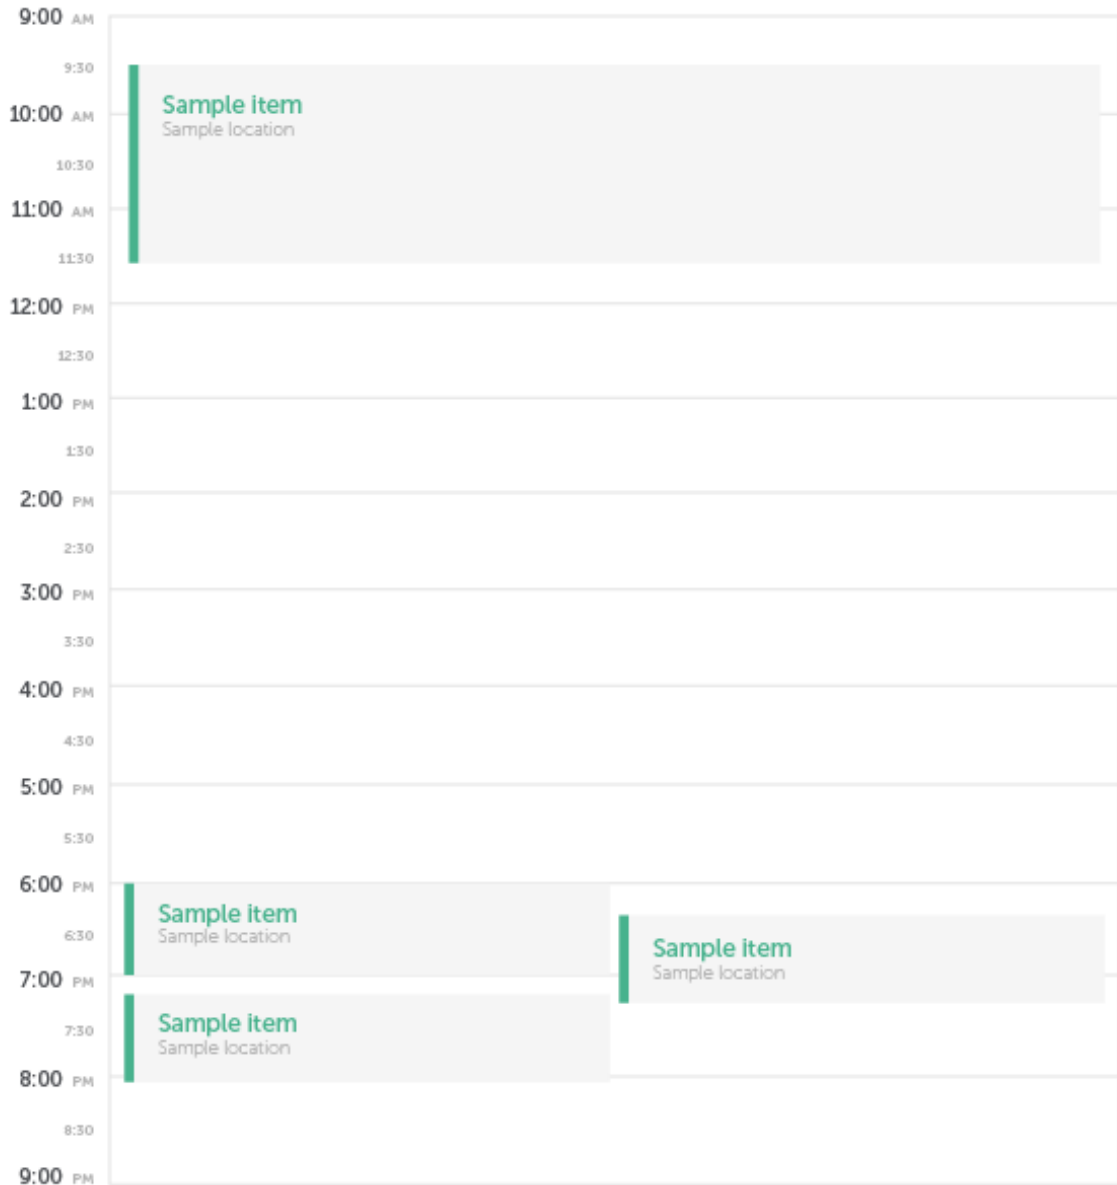 9:00 AM
9:30
Sample item
10:00 AM
Sample location
10:30
11:00 AM
11:30
12:00 PM
12:30
1:00 PM
1:30
2:00 PM
2:30
3:00 PM
3:30
4:00 PM
4:30
5:00 PM
5:30
6:00 PM
Sample item
Sample location
6:30
Sample item
Sample location
7:00 PM
Sample item
7:30
Sample location
8:00 PM
8:30
9:00 PM